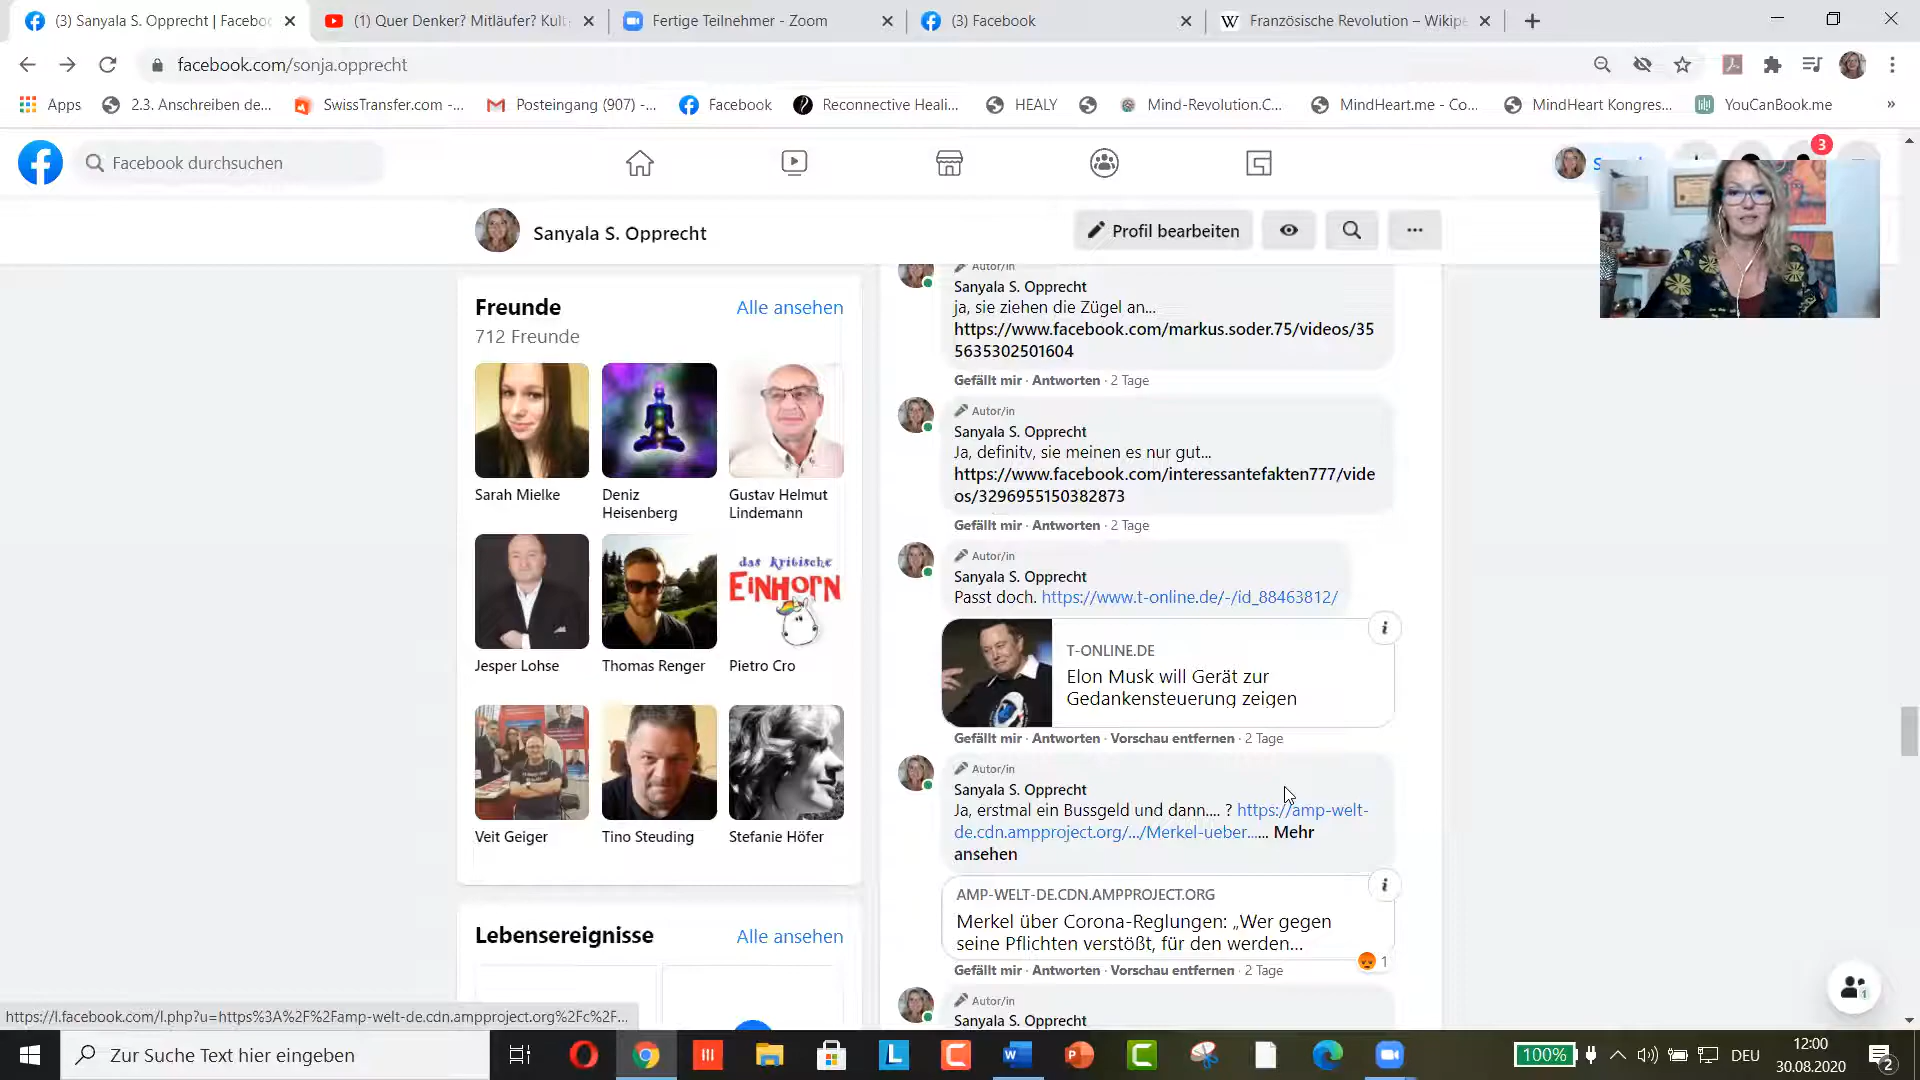 (3) Sanyala S. Opprecht | Facebo
(1) Quer Denker? Mitläufer? Kult
Fertige Teilnehmer - Zoom
(3) Facebook
Französische Revolution – Wikipe
facebook.com/sonja.opprecht
Apps
2.3. Anschreiben de...
SwissTransfer.com -...
Posteingang (907) -...
Facebook
Reconnective Heali...
HEALY
Mind-Revolution.C...
MindHeart.me - Co...
MindHeart Kongres...
YouCanBook.me
»
Facebook durchsuchen
3
Sanyala S. Opprecht
Profil bearbeiten
Freunde
Alle ansehen
712 Freunde
Sarah Mielke
Deniz
Heisenberg
Gustav Helmut
Lindemann
das kritische
EINHORN
Jesper Lohse
Thomas Renger
Pietro Cro
Veit Geiger
Tino Steuding
Stefanie Höfer
Lebensereignisse
Alle ansehen
Autor/in
Sanyala S. Opprecht
ja, sie ziehen die Zügel an...
https://www.facebook.com/markus.soder.75/videos/35
5635302501604
Gefällt mir · Antworten · 2 Tage
Autor/in
Sanyala S. Opprecht
Ja, definitv, sie meinen es nur gut...
https://www.facebook.com/interessantefakten777/vide
os/3296955150382873
Gefällt mir · Antworten · 2 Tage
Autor/in
Sanyala S. Opprecht
Passt doch. https://www.t-online.de/-/id_88463812/
T-ONLINE.DE
Elon Musk will Gerät zur
Gedankensteuerung zeigen
Gefällt mir · Antworten · Vorschau entfernen · 2 Tage
Autor/in
Sanyala S. Opprecht
Ja, erstmal ein Bussgeld und dann.... ? https://amp-welt-
de.cdn.ampproject.org/.../Merkel-ueber...... Mehr
ansehen
AMP-WELT-DE.CDN.AMPPROJECT.ORG
Merkel über Corona-Reglungen: „Wer gegen
seine Pflichten verstößt, für den werden...
1
Gefällt mir · Antworten · Vorschau entfernen · 2 Tage
Autor/in
Sanyala S. Opprecht
1
https://l.facebook.com/l.php?u=https%3A%2F%2Famp-welt-de.cdn.ampproject.org%2Fc%2F...
Zur Suche Text hier eingeben
100%
DEU
12:00
30.08.2020
2